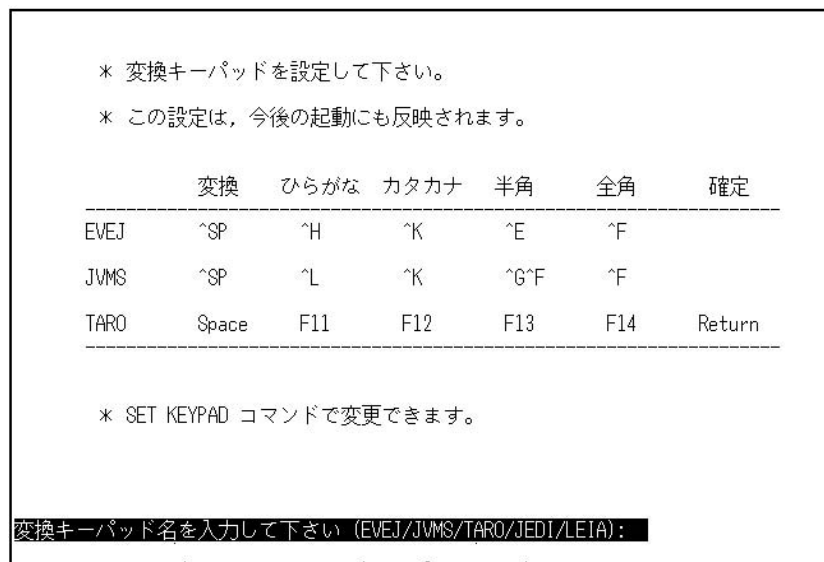 * 変換キーパッドを設定して下さい。
* この設定は，今後の起動にも反映されます。
変換 ひらがな カタカナ 半角 全角 確定
EVEJ ^SP ^H ^K ^E ^F
JVMS ^SP ^L ^K ^G^F ^F
TARO Space F11 F12 F13 F14 Return
* SET KEYPAD コマンドで変更できます。
変換キーパッド名を入力して下さい (EVEJ/JVMS/TARO/JEDI/LEIA):